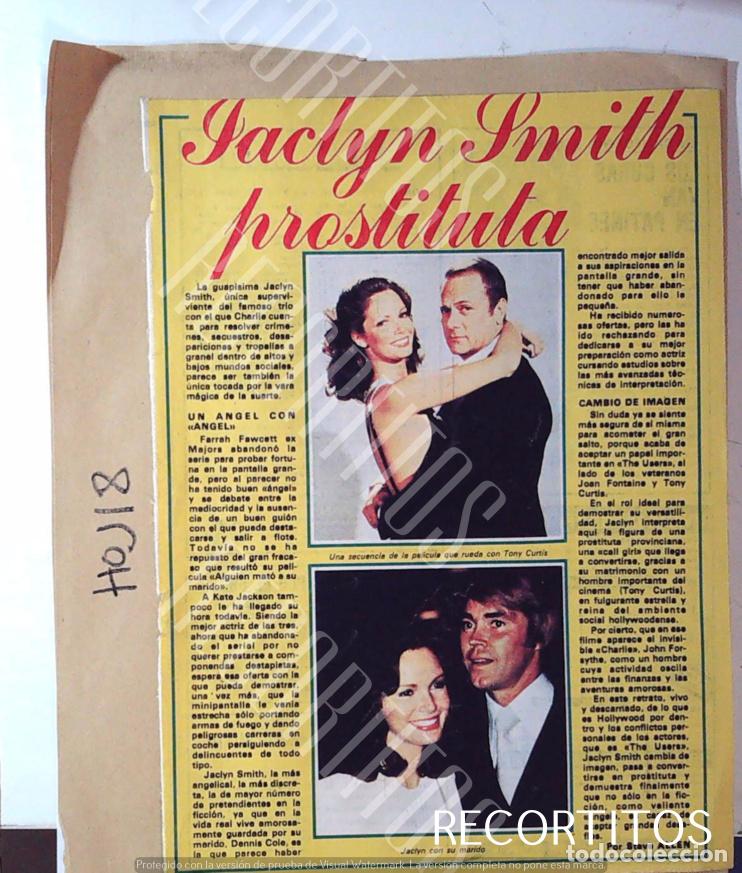 Jaclyn Smith
prostituta
La guapísima Jaclyn
Smith, única supervi-
viente del famoso trío
con el que Charlie cuen-
ta para resolver críme-
nes, secuestros, desa-
pariciones y tropelías a
granel dentro de altos y
bajos mundos sociales,
parece ser también la
única tocada por la vara
mágica de la suerte.
UN ANGEL CON
«ANGEL»
Farrah Fawcett ex
Majors abandonó la
serie para probar fortu-
na en la pantalla gran-
de, pero al parecer no
ha tenido buen «ángel»
y se debate entre la
mediocridad y la ausen-
cia de un buen guión
con el que pueda desta-
carse y salir a flote.
Todavía no se ha
repuesto del gran fraca-
so que resultó su pelí-
cula «Alguien mató a su
marido».
A Kate Jackson tam-
poco le ha llegado su
hora todavía. Siendo la
mejor actriz de las tres,
ahora que ha abandona-
do el serial por no
querer prestarse a com-
ponendas destapistas,
espera esa oferta con la
que pueda demostrar,
una vez más, que la
minipantalla le venía
estrecha sólo portando
armas de fuego y dando
peligrosas carreras en
coche persiguiendo a
delincuentes de todo
tipo.
Jaclyn Smith, la más
angelical, la más discre-
ta, la de mayor número
de pretendientes en la
ficción, ya que en la
vida real vive amorosa-
mente guardada por su
marido, Dennis Cole, es
la que parece haber
Una secuencia de la película que rueda con Tony Curtis
Jaclyn con su marido
encontrado mejor salida
a sus aspiraciones en la
pantalla grande, sin
tener que haber aban-
donado para ello la
pequeña.
Ha recibido numero-
sas ofertas, pero las ha
ido rechazando para
dedicarse a su mejor
preparación como actriz
cursando estudios sobre
las más avanzadas téc-
nicas de interpretación.
CAMBIO DE IMAGEN
Sin duda ya se siente
más segura de sí misma
para acometer el gran
salto, porque acaba de
aceptar un papel impor-
tante en «The Users», al
lado de los veteranos
Joan Fontaine y Tony
Curtis.
En el rol ideal para
demostrar su versatili-
dad, Jaclyn interpreta
aquí la figura de una
prostituta provinciana,
una «call girl» que llega
a convertirse, gracias a
su matrimonio con un
hombre importante del
cinema (Tony Curtis),
en fulgurante estrella y
reina del ambiente
social hollywoodense.
Por cierto, que en ese
filme aparece el invisi-
ble «Charlie», John For-
sythe, como un hombre
cuya actividad oscila
entre las finanzas y las
aventuras amorosas.
En este retrato, vivo
y descarnado, de lo que
es Hollywood por den-
tro y los conflictos per-
sonales de los actores,
que es «The Users»,
Jaclyn Smith cambia de
imagen, pasa a conver-
tirse en prostituta y
demuestra finalmente
que no sólo en la fic-
ción, como valiente
Por Steve ALLEN
HOJ18
RECORTITOS
todocoleccion
Protegido con la versión de prueba de Visual Watermark. La versión completa no pone esta marca.